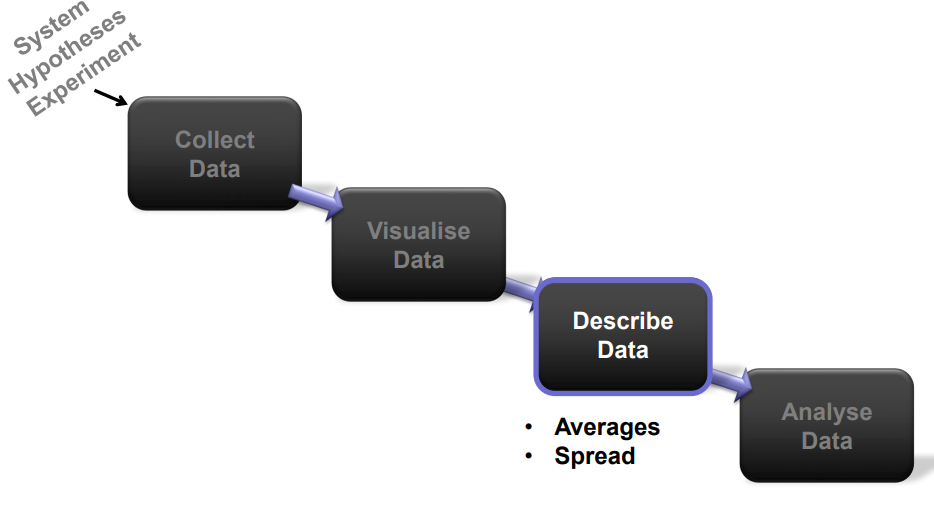 System
Hypotheses
Experiment
Collect
Data
Visualise
Data
Describe
Data
• Averages
• Spread
Analyse
Data